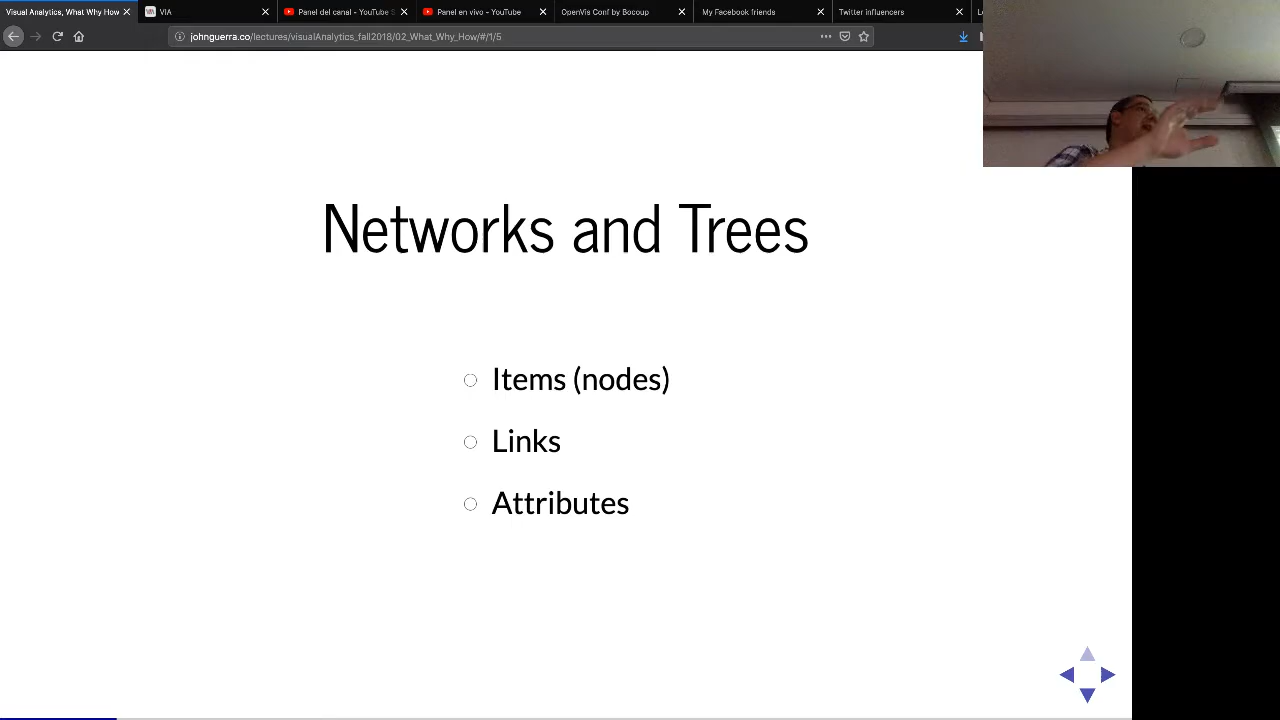 Visual Analytics, What Why How
VIA
Panel del canal - YouTube
Panel en vivo - YouTube
OpenVis Conf by Bocoup
My Facebook friends
Twitter influencers
johnguerra.co/lectures/visualAnalytics_fall2018/02_What_Why_How/#/1/5
Networks and Trees
Items (nodes)
Links
Attributes